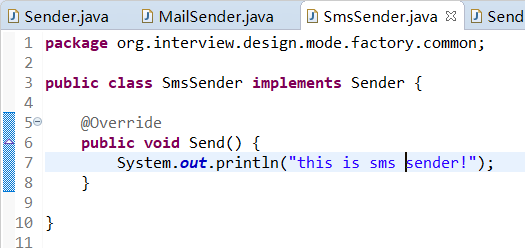 Sender.java MailSender.java SmsSender.java Send
1 package org.interview.design.mode.factory.common;
2
3 public class SmsSender implements Sender {
4
5 @Override
6 public void Send() {
7 System.out.println("this is sms sender!");
8 }
9
10 }
11